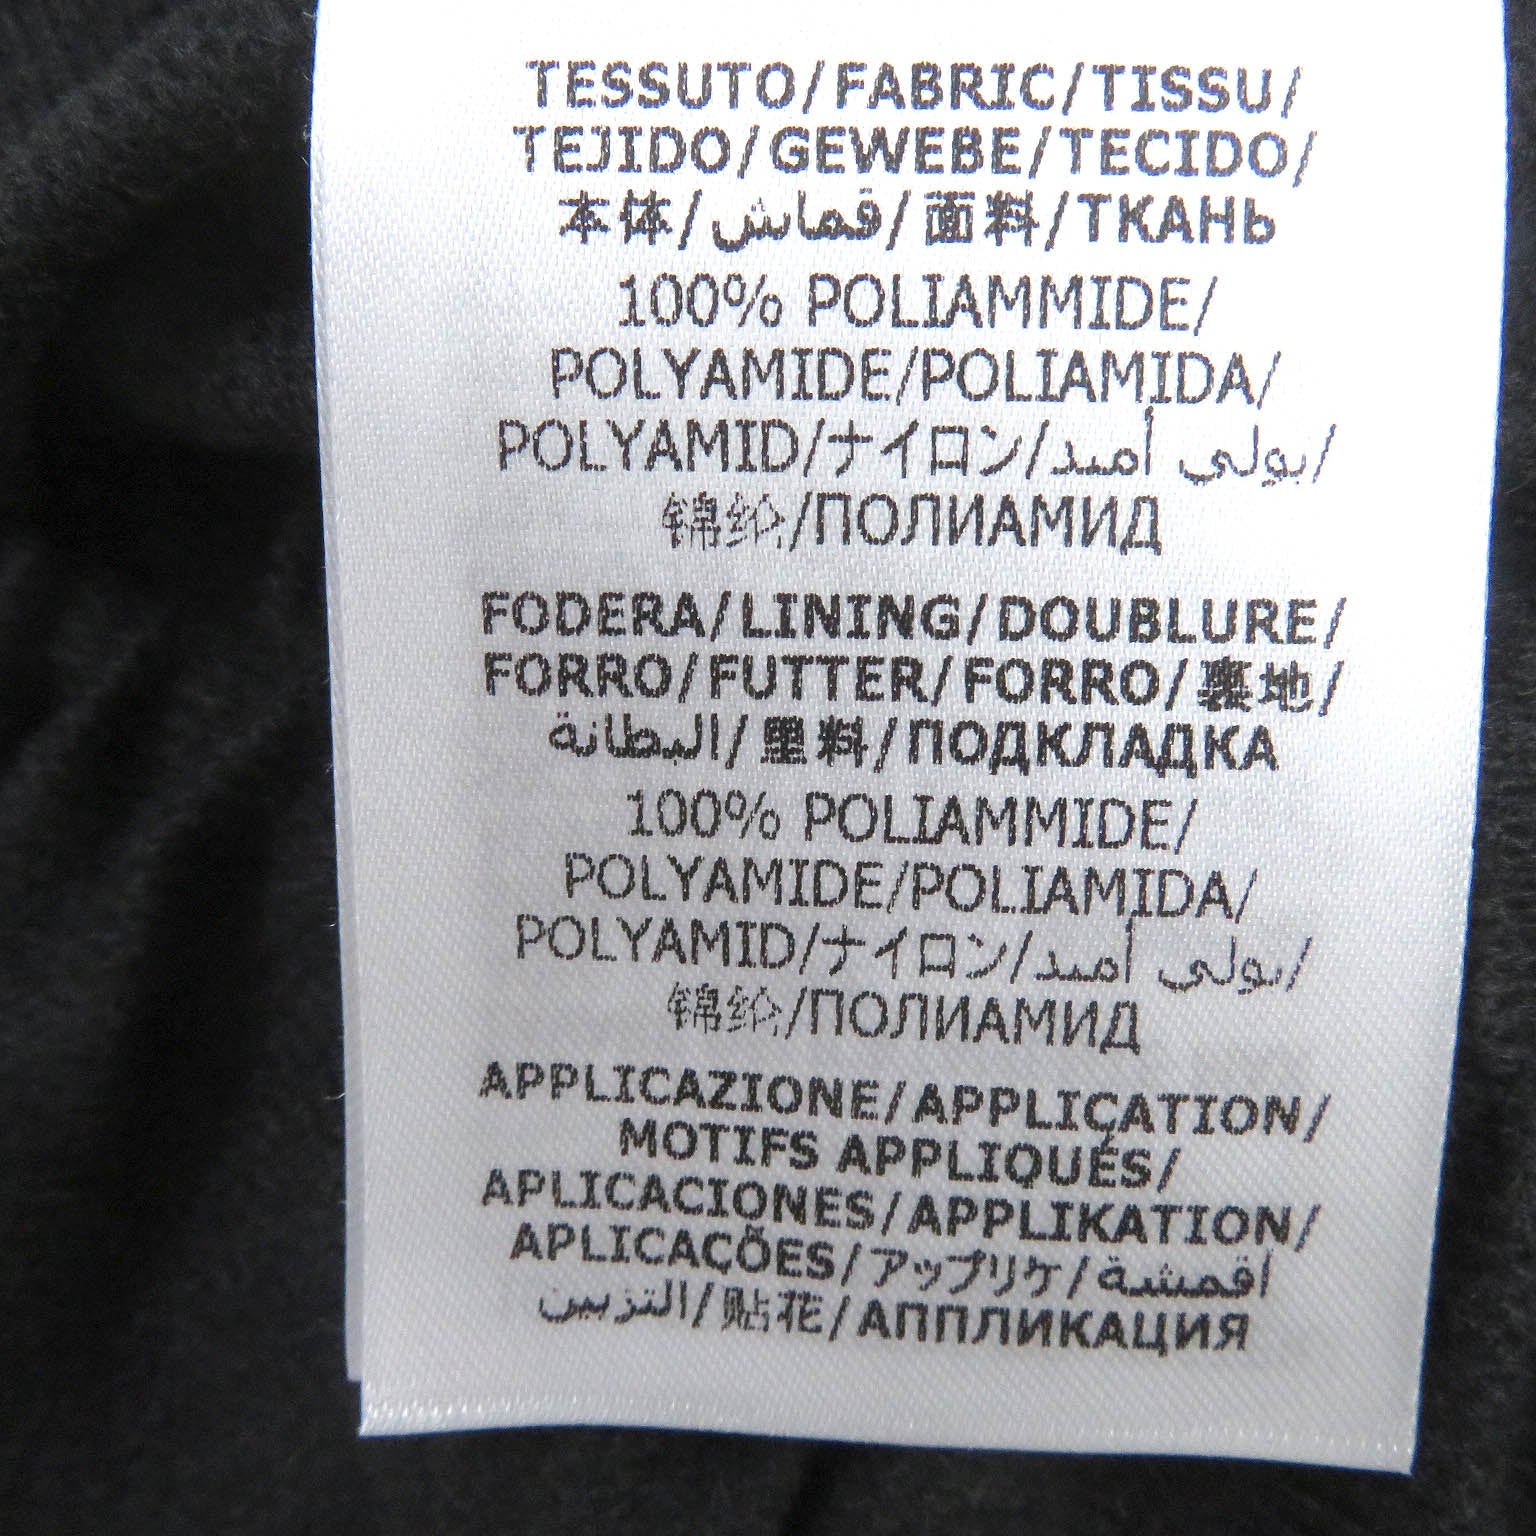 TESSUTO/FABRIC/TISSU/
TEJIDO/GEWEBE/TECIDO/
本体/قماش/面料/ТКАНЬ
100% POLIAMMIDE/
POLYAMIDE/POLIAMIDA/
POLYAMID/ナイロン/بولي أميد/
锦纶/ПОЛИАМИД
FODERA/LINING/DOUBLURE/
FORRO/FUTTER/FORRO/裏地/
البطانة/里料/ПОДКЛАДКА
100% POLIAMMIDE/
POLYAMIDE/POLIAMIDA/
POLYAMID/ナイロン/بولي أميد/
锦纶/ПОЛИАМИД
APPLICAZIONE/APPLICATION/
MOTIFS APPLIQUÉS/
APLICACIONES/APPLIKATION/
APLICAÇÕES/アップリケ/أقمشة
التزيين/贴花/АППЛИКАЦИЯ